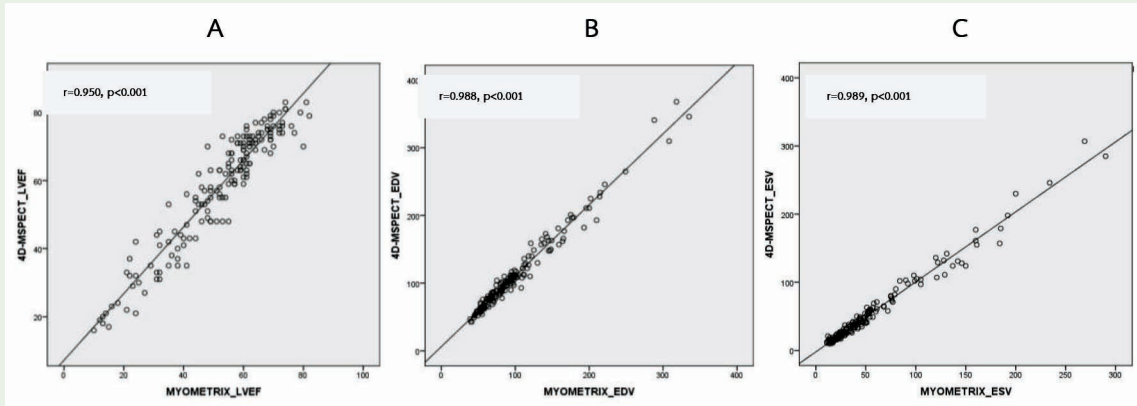 A
B
C
r=0.950, p<0.001
80
60
40
20
4D-MSPECT_LVEF
0
20
40
60
80
100
MYOMETRIX_LVEF
r=0.988, p<0.001
400
300
200
100
0
4D-MSPECT_EDV
0
100
200
300
400
MYOMETRIX_EDV
r=0.989, p<0.001
400
300
200
100
0
4D-MSPECT_ESV
0
50
100
150
200
250
300
MYOMETRIX_ESV